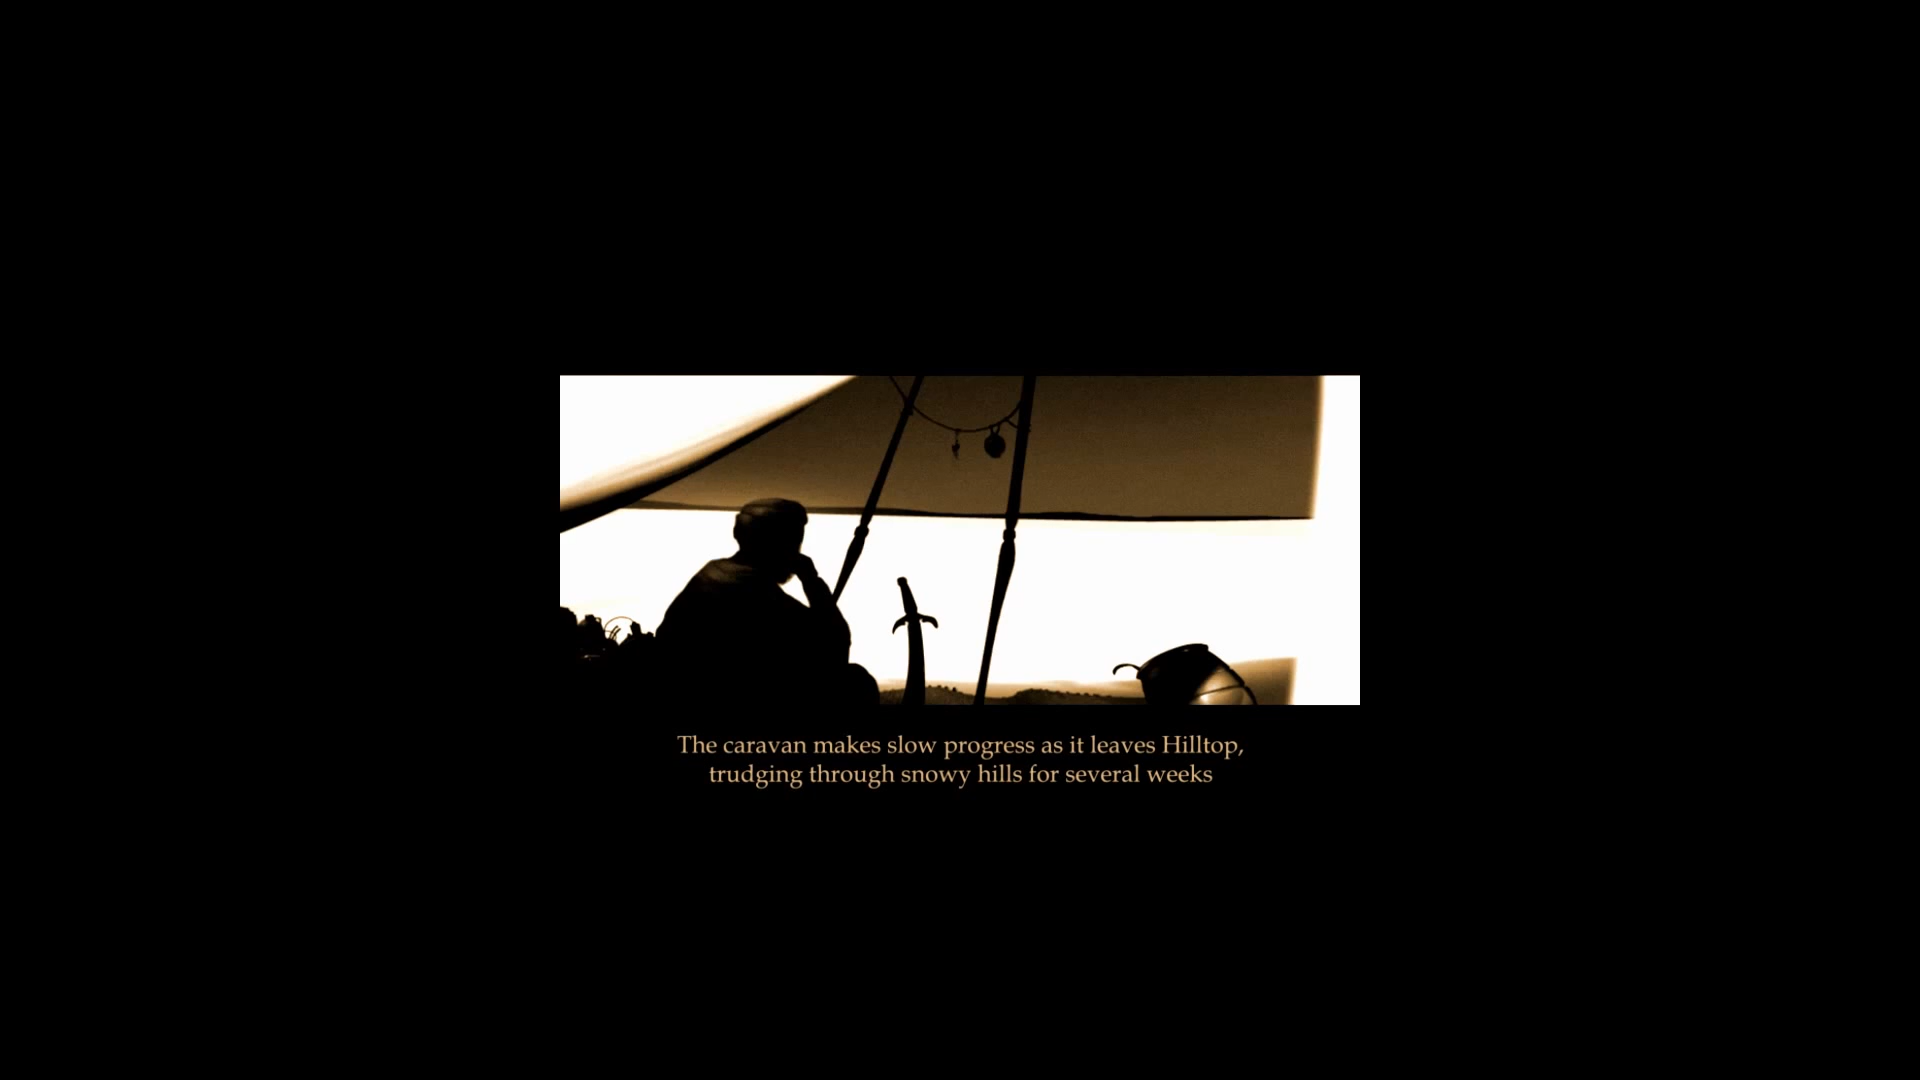 The caravan makes slow progress as it leaves Hilltop,
trudging through snowy hills for several weeks